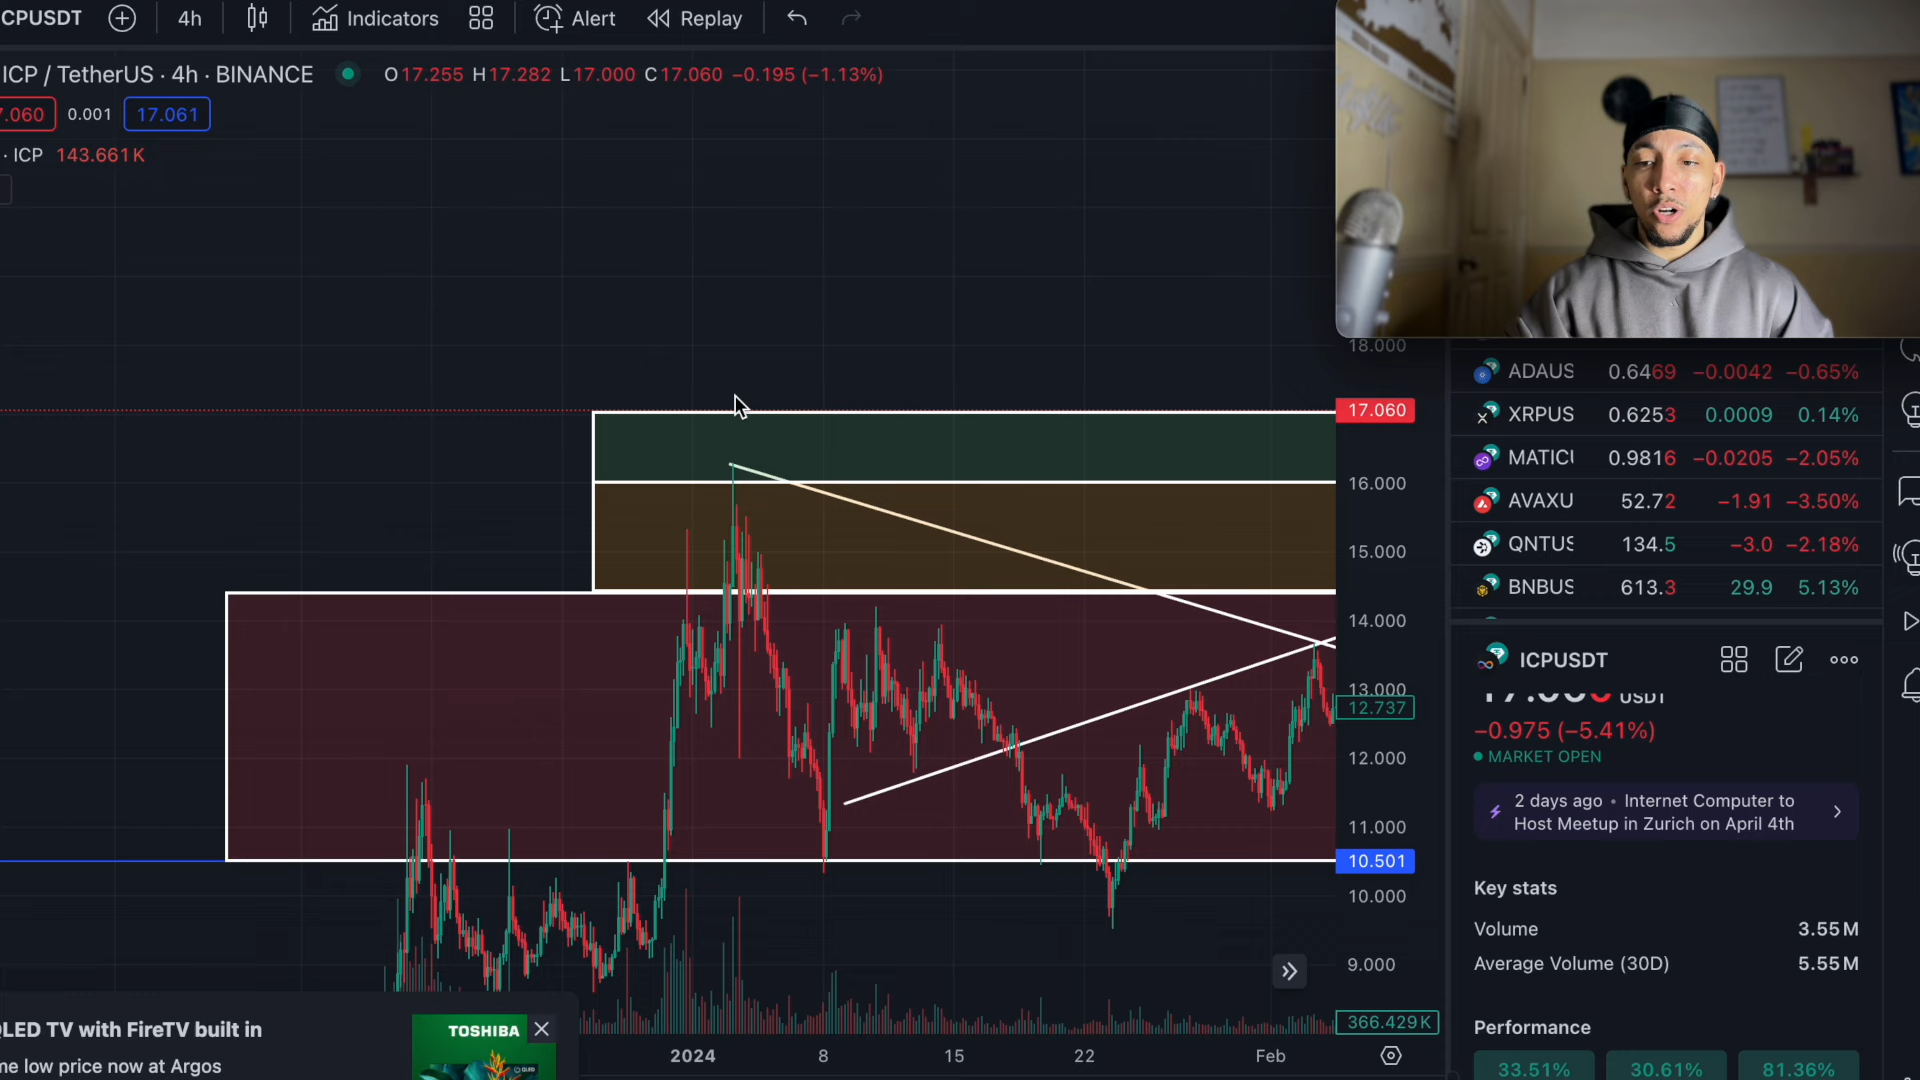 CPUSDT
4h
Indicators
Alert
Replay
ICP / TetherUS · 4h · BINANCE
O17.255 H17.282 L17.000 C17.060 −0.195 (−1.13%)
7.060
0.001
17.061
· ICP 143.661K
18.000
17.060
16.000
15.000
14.000
13.000
12.737
12.000
11.000
10.501
10.000
9.000
366.429K
2024
8
15
22
Feb
ADAUS 0.6469 −0.0042 −0.65%
XRPUS 0.6253 0.0009 0.14%
MATICU 0.9816 −0.0205 −2.05%
AVAXU 52.72 −1.91 −3.50%
QNTUS 134.5 −3.0 −2.18%
BNBUS 613.3 29.9 5.13%
ICPUSDT
USDT
−0.975 (−5.41%)
MARKET OPEN
2 days ago • Internet Computer to
Host Meetup in Zurich on April 4th
Key stats
Volume 3.55M
Average Volume (30D) 5.55M
Performance
33.51% 30.61% 81.36%
QLED TV with FireTV built in
me low price now at Argos
TOSHIBA
QLED